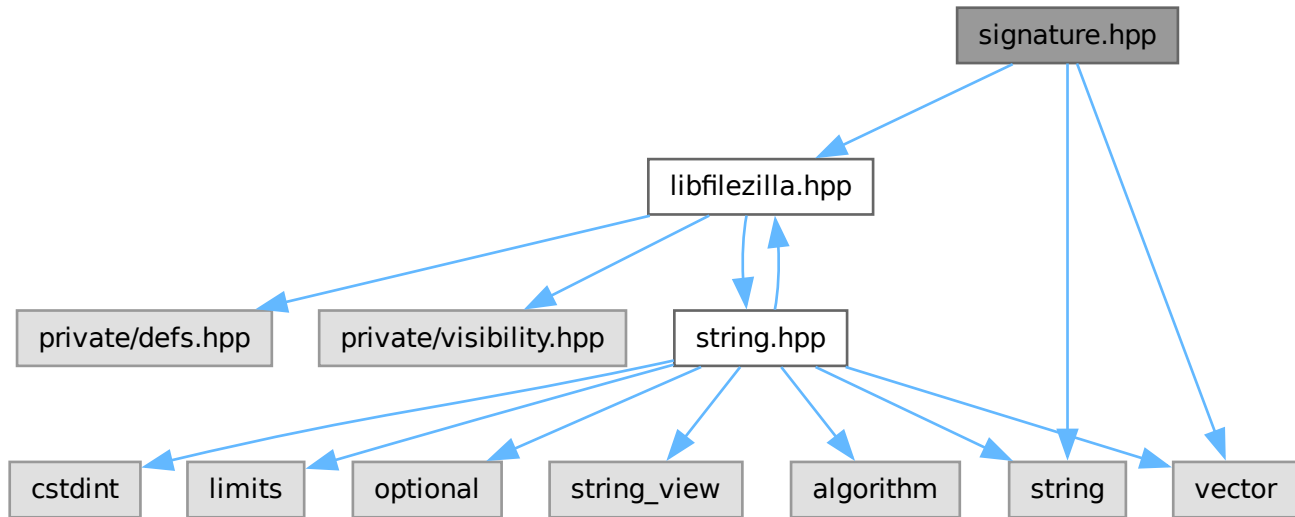 signature.hpp
libfilezilla.hpp
private/defs.hpp
private/visibility.hpp
string.hpp
cstdint
limits
optional
string_view
algorithm
string
vector